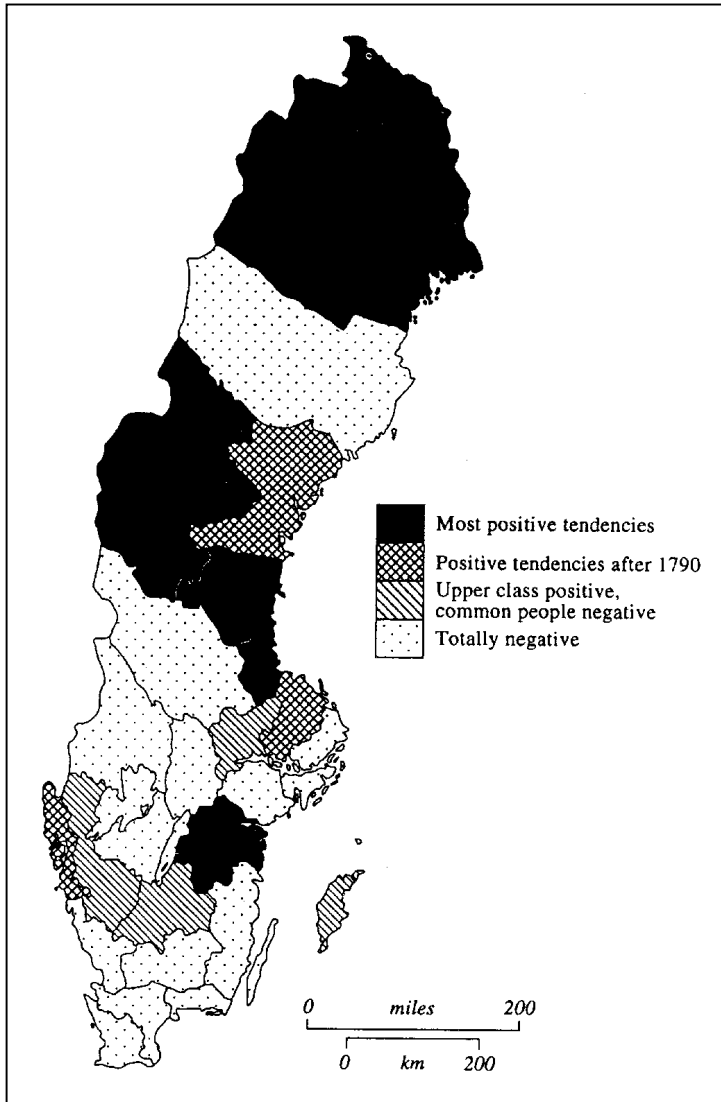 Most positive tendencies
Positive tendencies after 1790
Upper class positive,
common people negative
Totally negative
0 miles 200
0 km 200